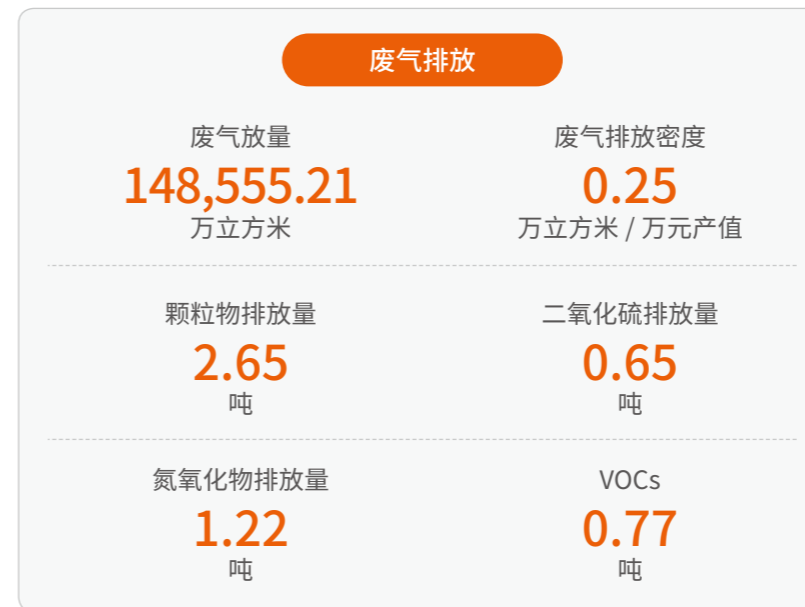 废气排放
废气放量
148,555.21
万立方米
废气排放密度
0.25
万立方米 / 万元产值
颗粒物排放量
2.65
吨
二氧化硫排放量
0.65
吨
氮氧化物排放量
1.22
吨
VOCs
0.77
吨